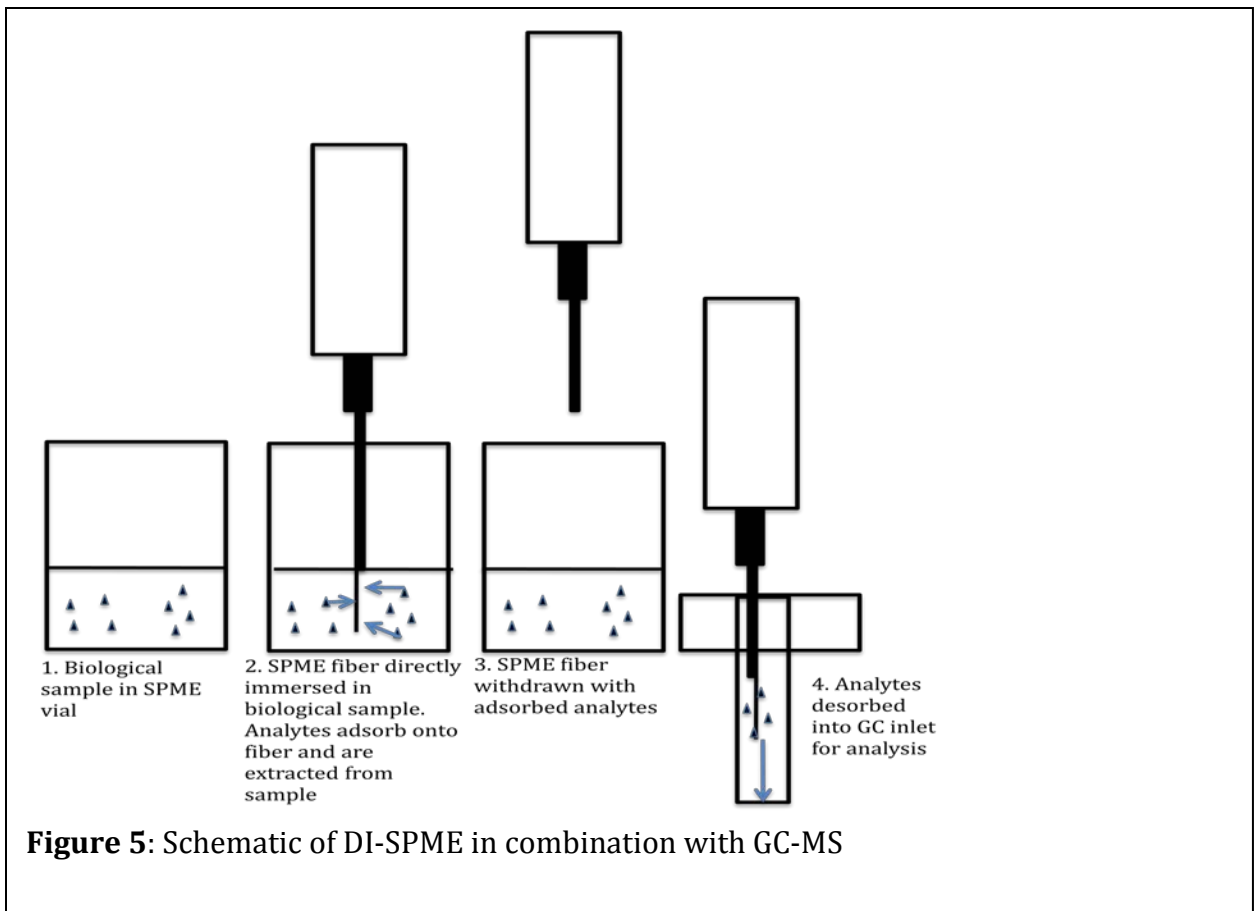 1. Biological
sample in SPME
vial
2. SPME fiber directly
immersed in
biological sample.
Analytes adsorb onto
fiber and are
extracted from
sample
3. SPME fiber
withdrawn with
adsorbed analytes
4. Analytes
desorbed
into GC inlet
for analysis
Figure 5: Schematic of DI-SPME in combination with GC-MS